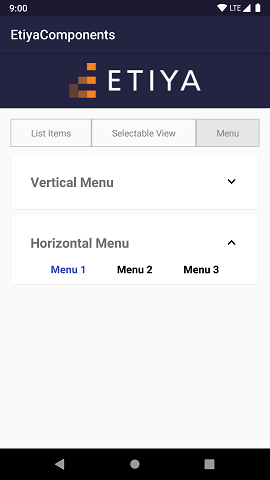 9:00 LTE
EtiyaComponents
ETIYA
List Items Selectable View Menu
Vertical Menu
Horizontal Menu
Menu 1 Menu 2 Menu 3